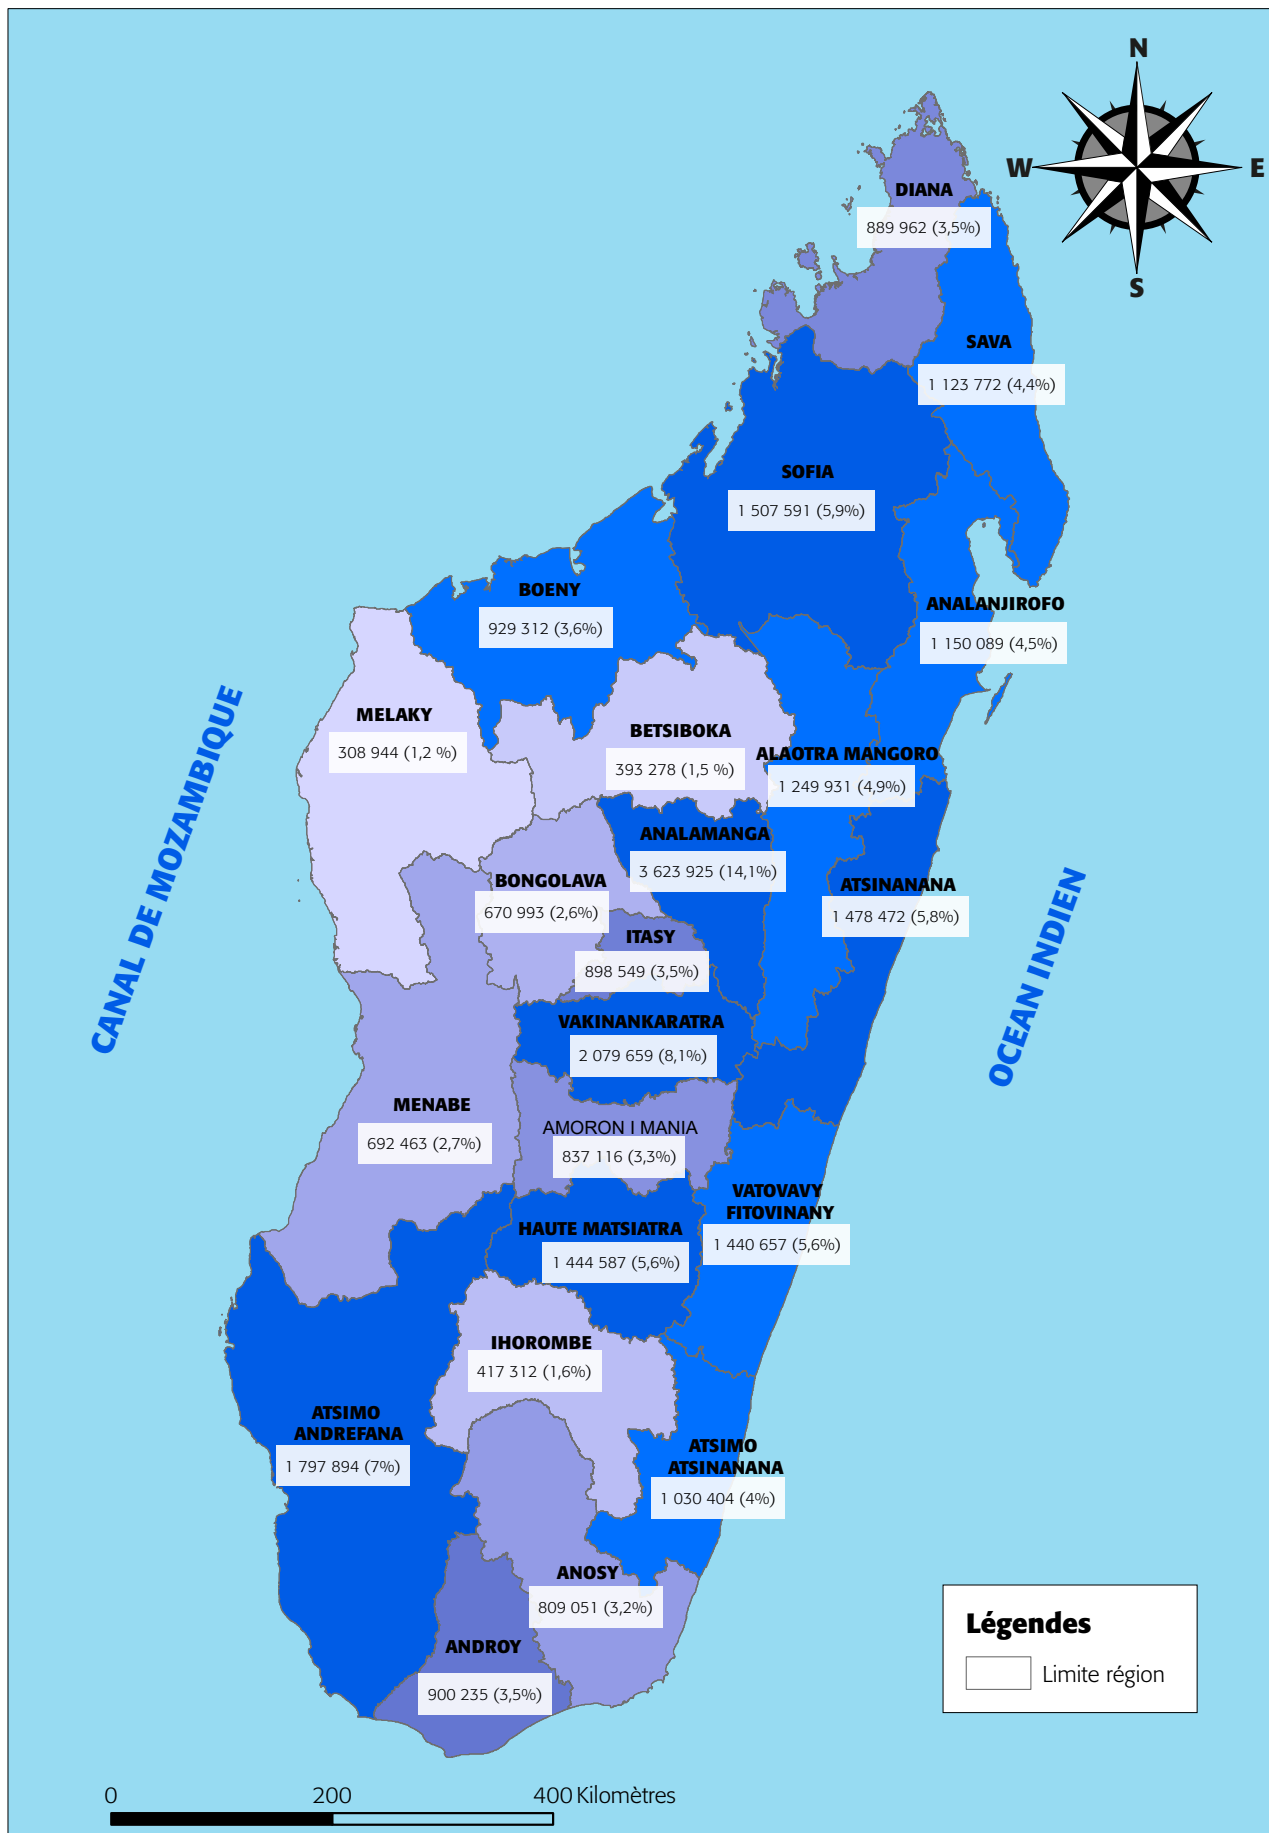 N
W
E
S
DIANA
889 962 (3,5%)
SAVA
1 123 772 (4,4%)
SOFIA
1 507 591 (5,9%)
BOENY
929 312 (3,6%)
ANALANJIROFO
1 150 089 (4,5%)
MELAKY
308 944 (1,2 %)
BETSIBOKA
393 278 (1,5 %)
ALAOTRA MANGORO
1 249 931 (4,9%)
CANAL DE MOZAMBIQUE
ANALAMANGA
3 623 925 (14,1%)
BONGOLAVA
670 993 (2,6%)
ATSINANANA
1 478 472 (5,8%)
ITASY
898 549 (3,5%)
OCEAN INDIEN
VAKINANKARATRA
2 079 659 (8,1%)
MENABE
692 463 (2,7%)
AMORON I MANIA
837 116 (3,3%)
VATOVAVY
FITOVINANY
1 440 657 (5,6%)
HAUTE MATSIATRA
1 444 587 (5,6%)
IHOROMBE
417 312 (1,6%)
ATSIMO
ANDREFANA
1 797 894 (7%)
ATSIMO
ATSINANANA
1 030 404 (4%)
ANOSY
809 051 (3,2%)
ANDROY
900 235 (3,5%)
Légendes
Limite région
0 200 400 Kilomètres